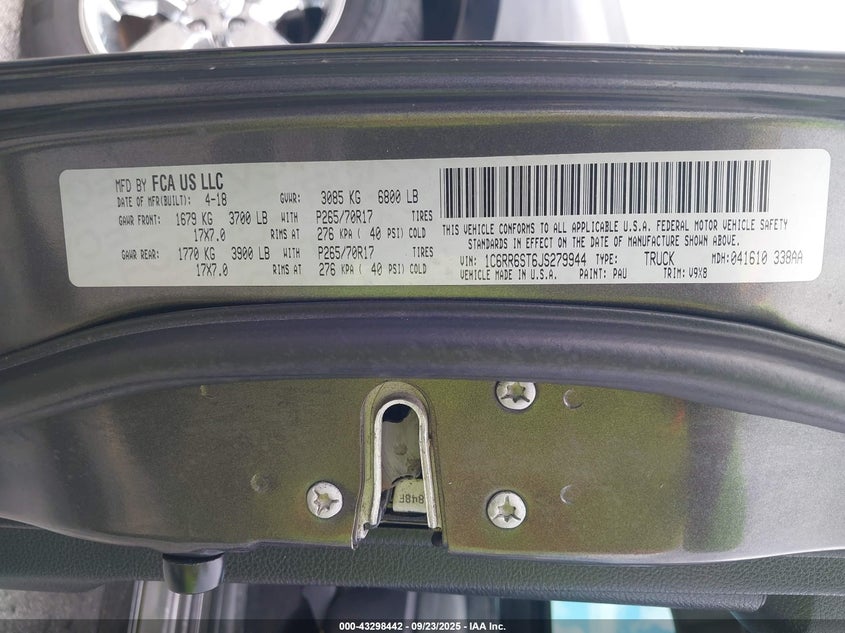 MFD BY FCA US LLC
DATE OF MFR(BUILT): 4-18 GVWR: 3085 KG 6800 LB
GAWR FRONT: 1679 KG 3700 LB WITH P265/70R17 TIRES
17X7.0 RIMS AT 276 KPA ( 40 PSI) COLD
GAWR REAR: 1770 KG 3900 LB WITH P265/70R17 TIRES
17X7.0 RIMS AT 276 KPA ( 40 PSI) COLD
THIS VEHICLE CONFORMS TO ALL APPLICABLE U.S.A. FEDERAL MOTOR VEHICLE SAFETY
STANDARDS IN EFFECT ON THE DATE OF MANUFACTURE SHOWN ABOVE.
VIN: 1C6RR6ST6JS279944 TYPE: TRUCK MDH:041610 338AA
VEHICLE MADE IN U.S.A. PAINT: PAU TRIM: V9X8
848F
000-43298442 - 09/23/2025 - IAA Inc.